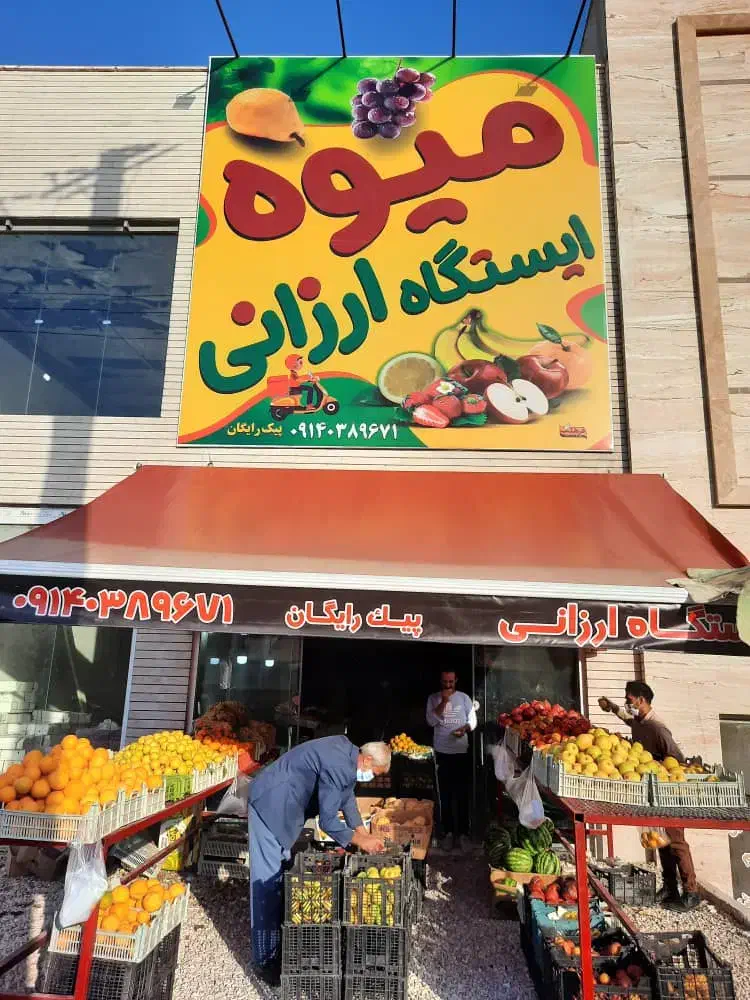 میوه
ایستگاه ارزانی
۰۹۱۴۰۳۸۹۶۷۱ پیک رایگان
ایستگاه ارزانی پیک رایگان ۰۹۱۴۰۳۸۹۶۷۱